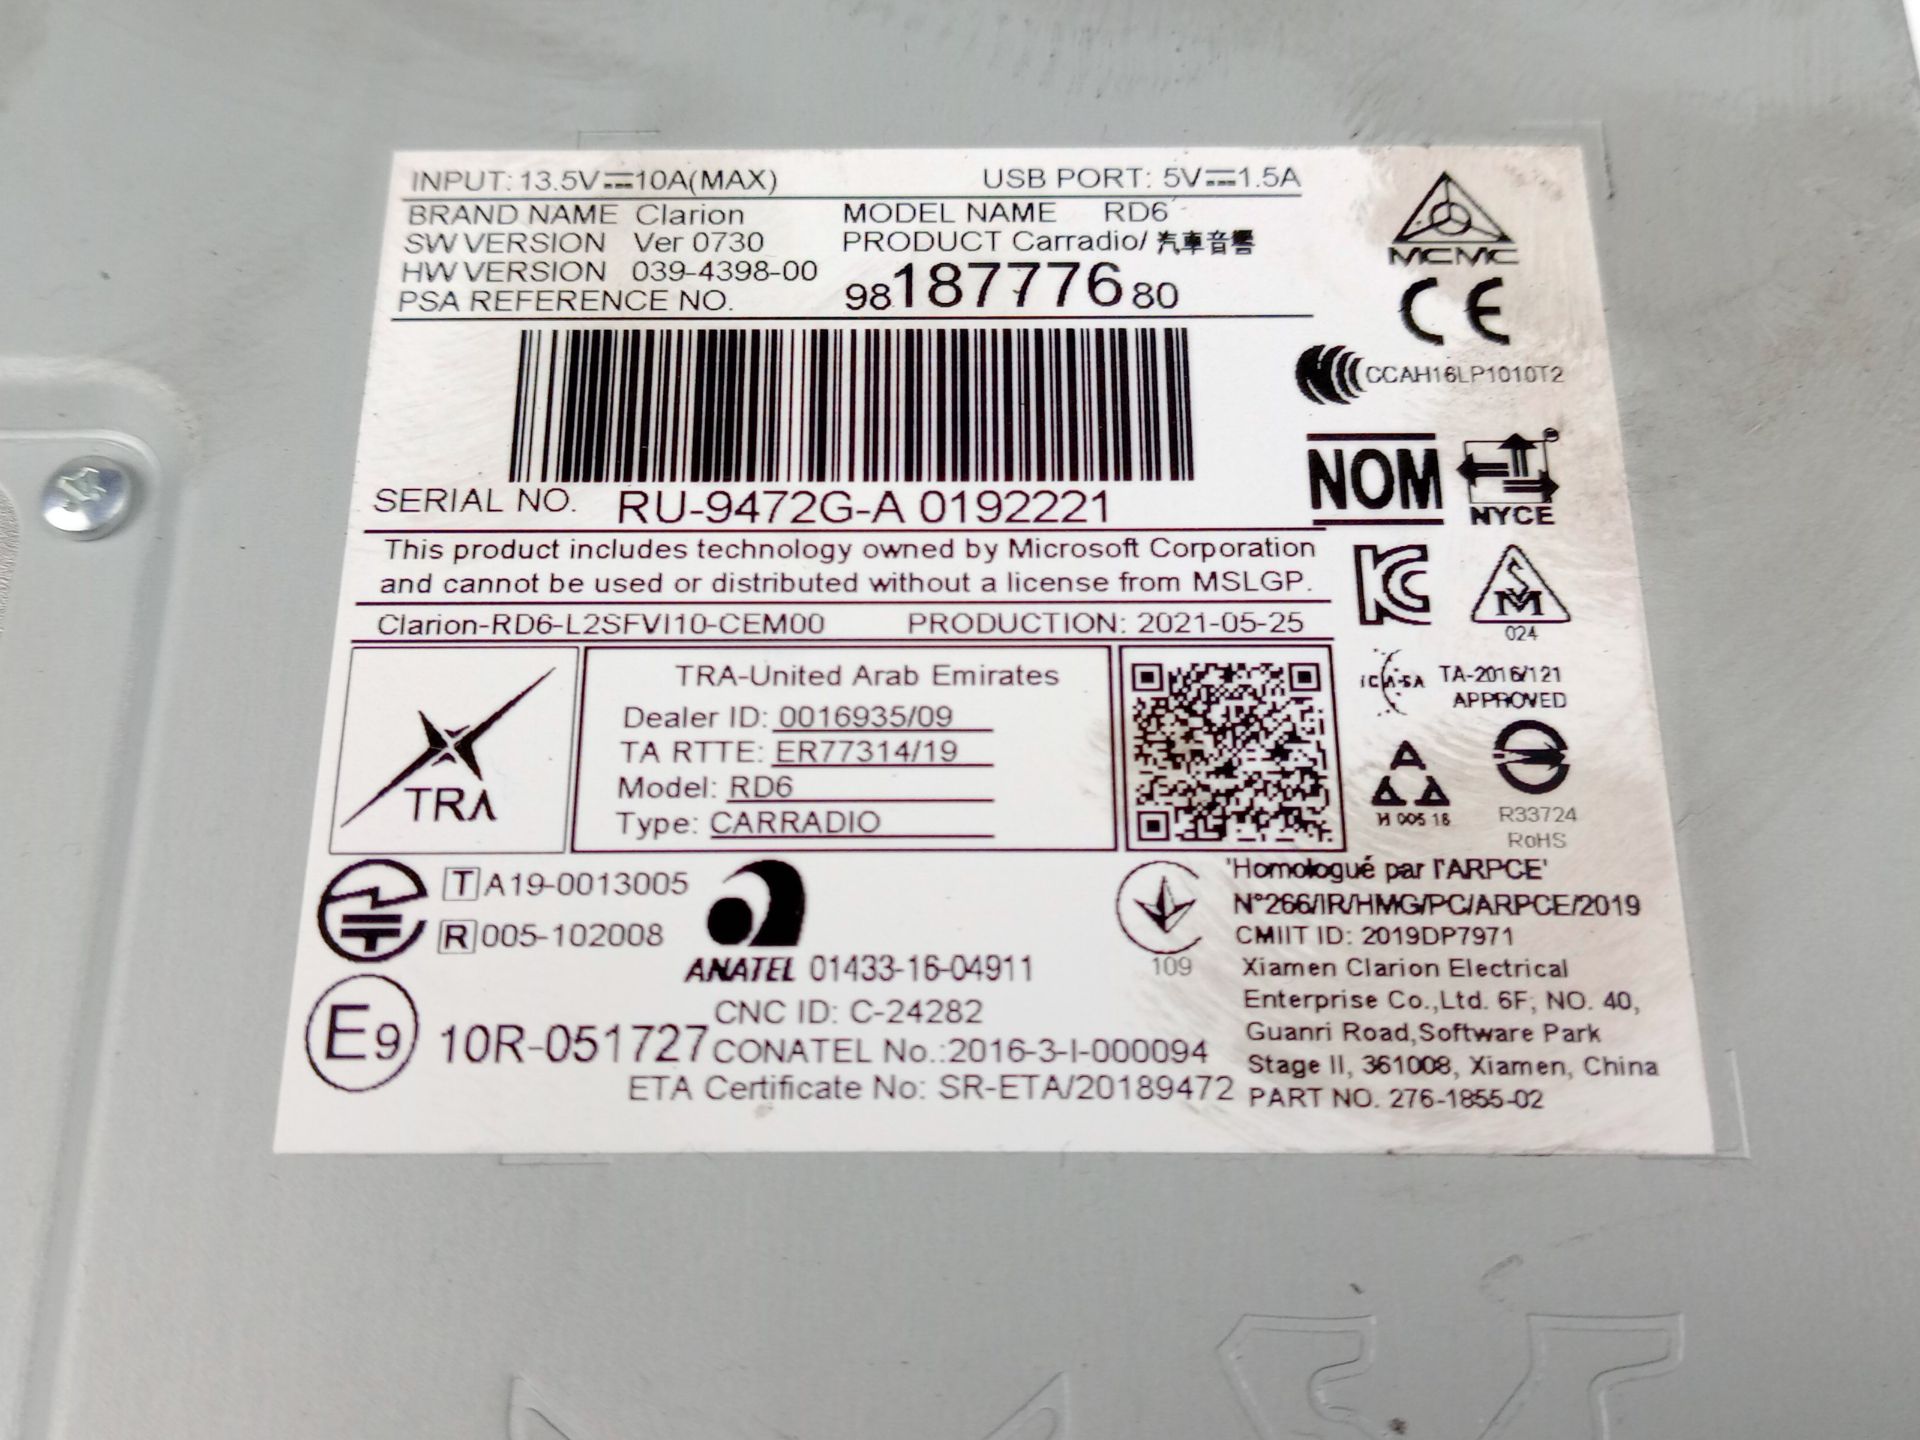 INPUT: 13.5V⎓10A(MAX) USB PORT: 5V⎓1.5A
BRAND NAME Clarion MODEL NAME RD6
SW VERSION Ver 0730 PRODUCT Carradio/ 汽車音響
HW VERSION 039-4398-00
PSA REFERENCE NO. 9818777680
MCMC
CE
CCAH16LP1010T2
NOM
NYCE
SERIAL NO. RU-9472G-A 0192221
This product includes technology owned by Microsoft Corporation
and cannot be used or distributed without a license from MSLGP.
Clarion-RD6-L2SFVI10-CEM00 PRODUCTION: 2021-05-25
KC
SM
024
ICASA TA-2016/121
APPROVED
TRA
TRA-United Arab Emirates
Dealer ID: 0016935/09
TA RTTE: ER77314/19
Model: RD6
Type: CARRADIO
H 005 16
R33724
RoHS
T A19-0013005
R 005-102008
ANATEL 01433-16-04911
109
'Homologué par l'ARPCE'
N°266/IR/HMG/PC/ARPCE/2019
CMIIT ID: 2019DP7971
Xiamen Clarion Electrical
Enterprise Co.,Ltd. 6F, NO. 40,
Guanri Road,Software Park
Stage II, 361008, Xiamen, China
PART NO. 276-1855-02
E9 10R-051727
CNC ID: C-24282
CONATEL No.:2016-3-I-000094
ETA Certificate No: SR-ETA/20189472